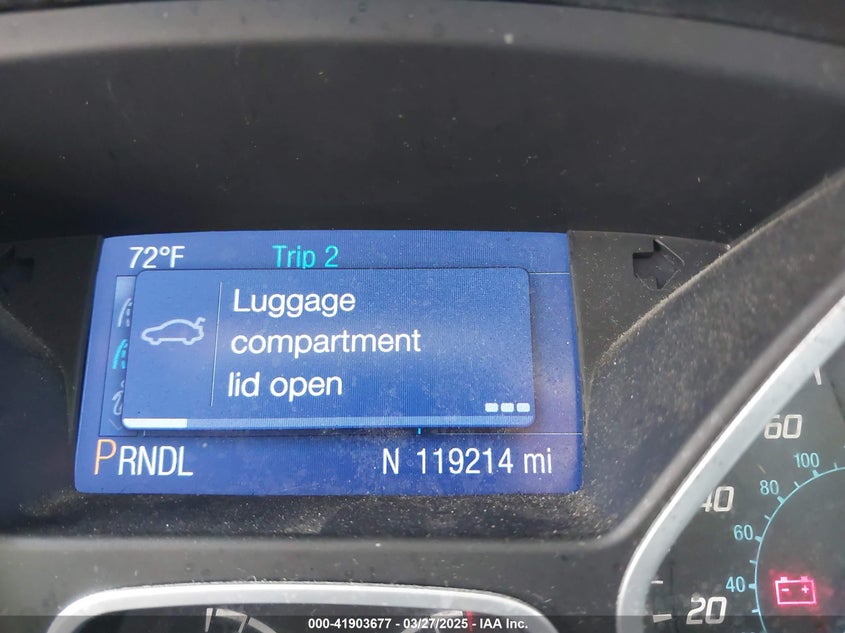 72°F Trip 2
Luggage
compartment
lid open
PRNDL N 119214 mi
60
40
20
100
80
60
40
000-41903677 - 03/27/2025 - IAA Inc.